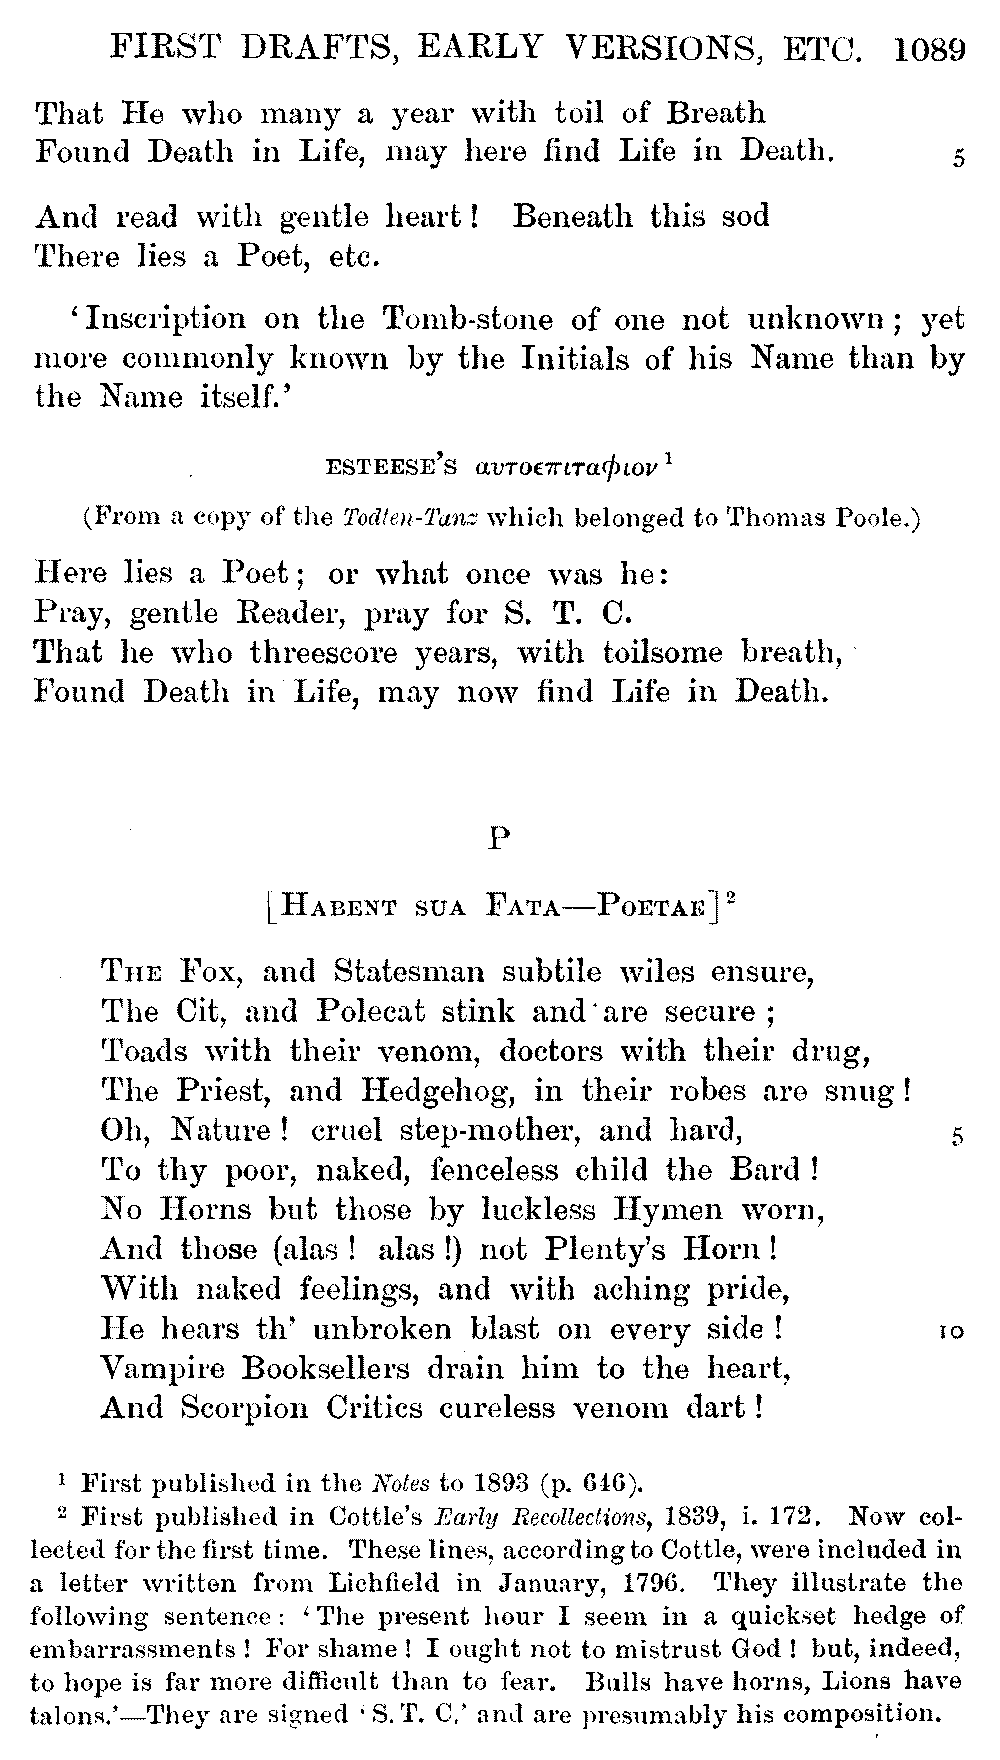 FIRST DRAFTS, EARLY VERSIONS, ETC. 1089
That He who many a year with toil of Breath
Found Death in Life, may here find Life in Death. 5
And read with gentle heart! Beneath this sod
There lies a Poet, etc.
'Inscription on the Tomb-stone of one not unknown; yet
more commonly known by the Initials of his Name than by
the Name itself.'
ESTEESE'S αυτοεπιταφιον ¹
(From a copy of the Todten-Tanz which belonged to Thomas Poole.)
Here lies a Poet; or what once was he:
Pray, gentle Reader, pray for S. T. C.
That he who threescore years, with toilsome breath,
Found Death in Life, may now find Life in Death.
P
[HABENT SUA FATA—POETAE] ²
THE FOX, and Statesman subtile wiles ensure,
The Cit, and Polecat stink and are secure;
Toads with their venom, doctors with their drug,
The Priest, and Hedgehog, in their robes are snug!
Oh, Nature! cruel step-mother, and hard, 5
To thy poor, naked, fenceless child the Bard!
No Horns but those by luckless Hymen worn,
And those (alas! alas!) not Plenty's Horn!
With naked feelings, and with aching pride,
He hears th' unbroken blast on every side! 10
Vampire Booksellers drain him to the heart,
And Scorpion Critics cureless venom dart!
¹ First published in the Notes to 1893 (p. 646).
² First published in Cottle's Early Recollections, 1839, i. 172. Now col-
lected for the first time. These lines, according to Cottle, were included in
a letter written from Lichfield in January, 1796. They illustrate the
following sentence: 'The present hour I seem in a quickset hedge of
embarrassments! For shame! I ought not to mistrust God! but, indeed,
to hope is far more difficult than to fear. Bulls have horns, Lions have
talons.'—They are signed 'S. T. C.' and are presumably his composition.